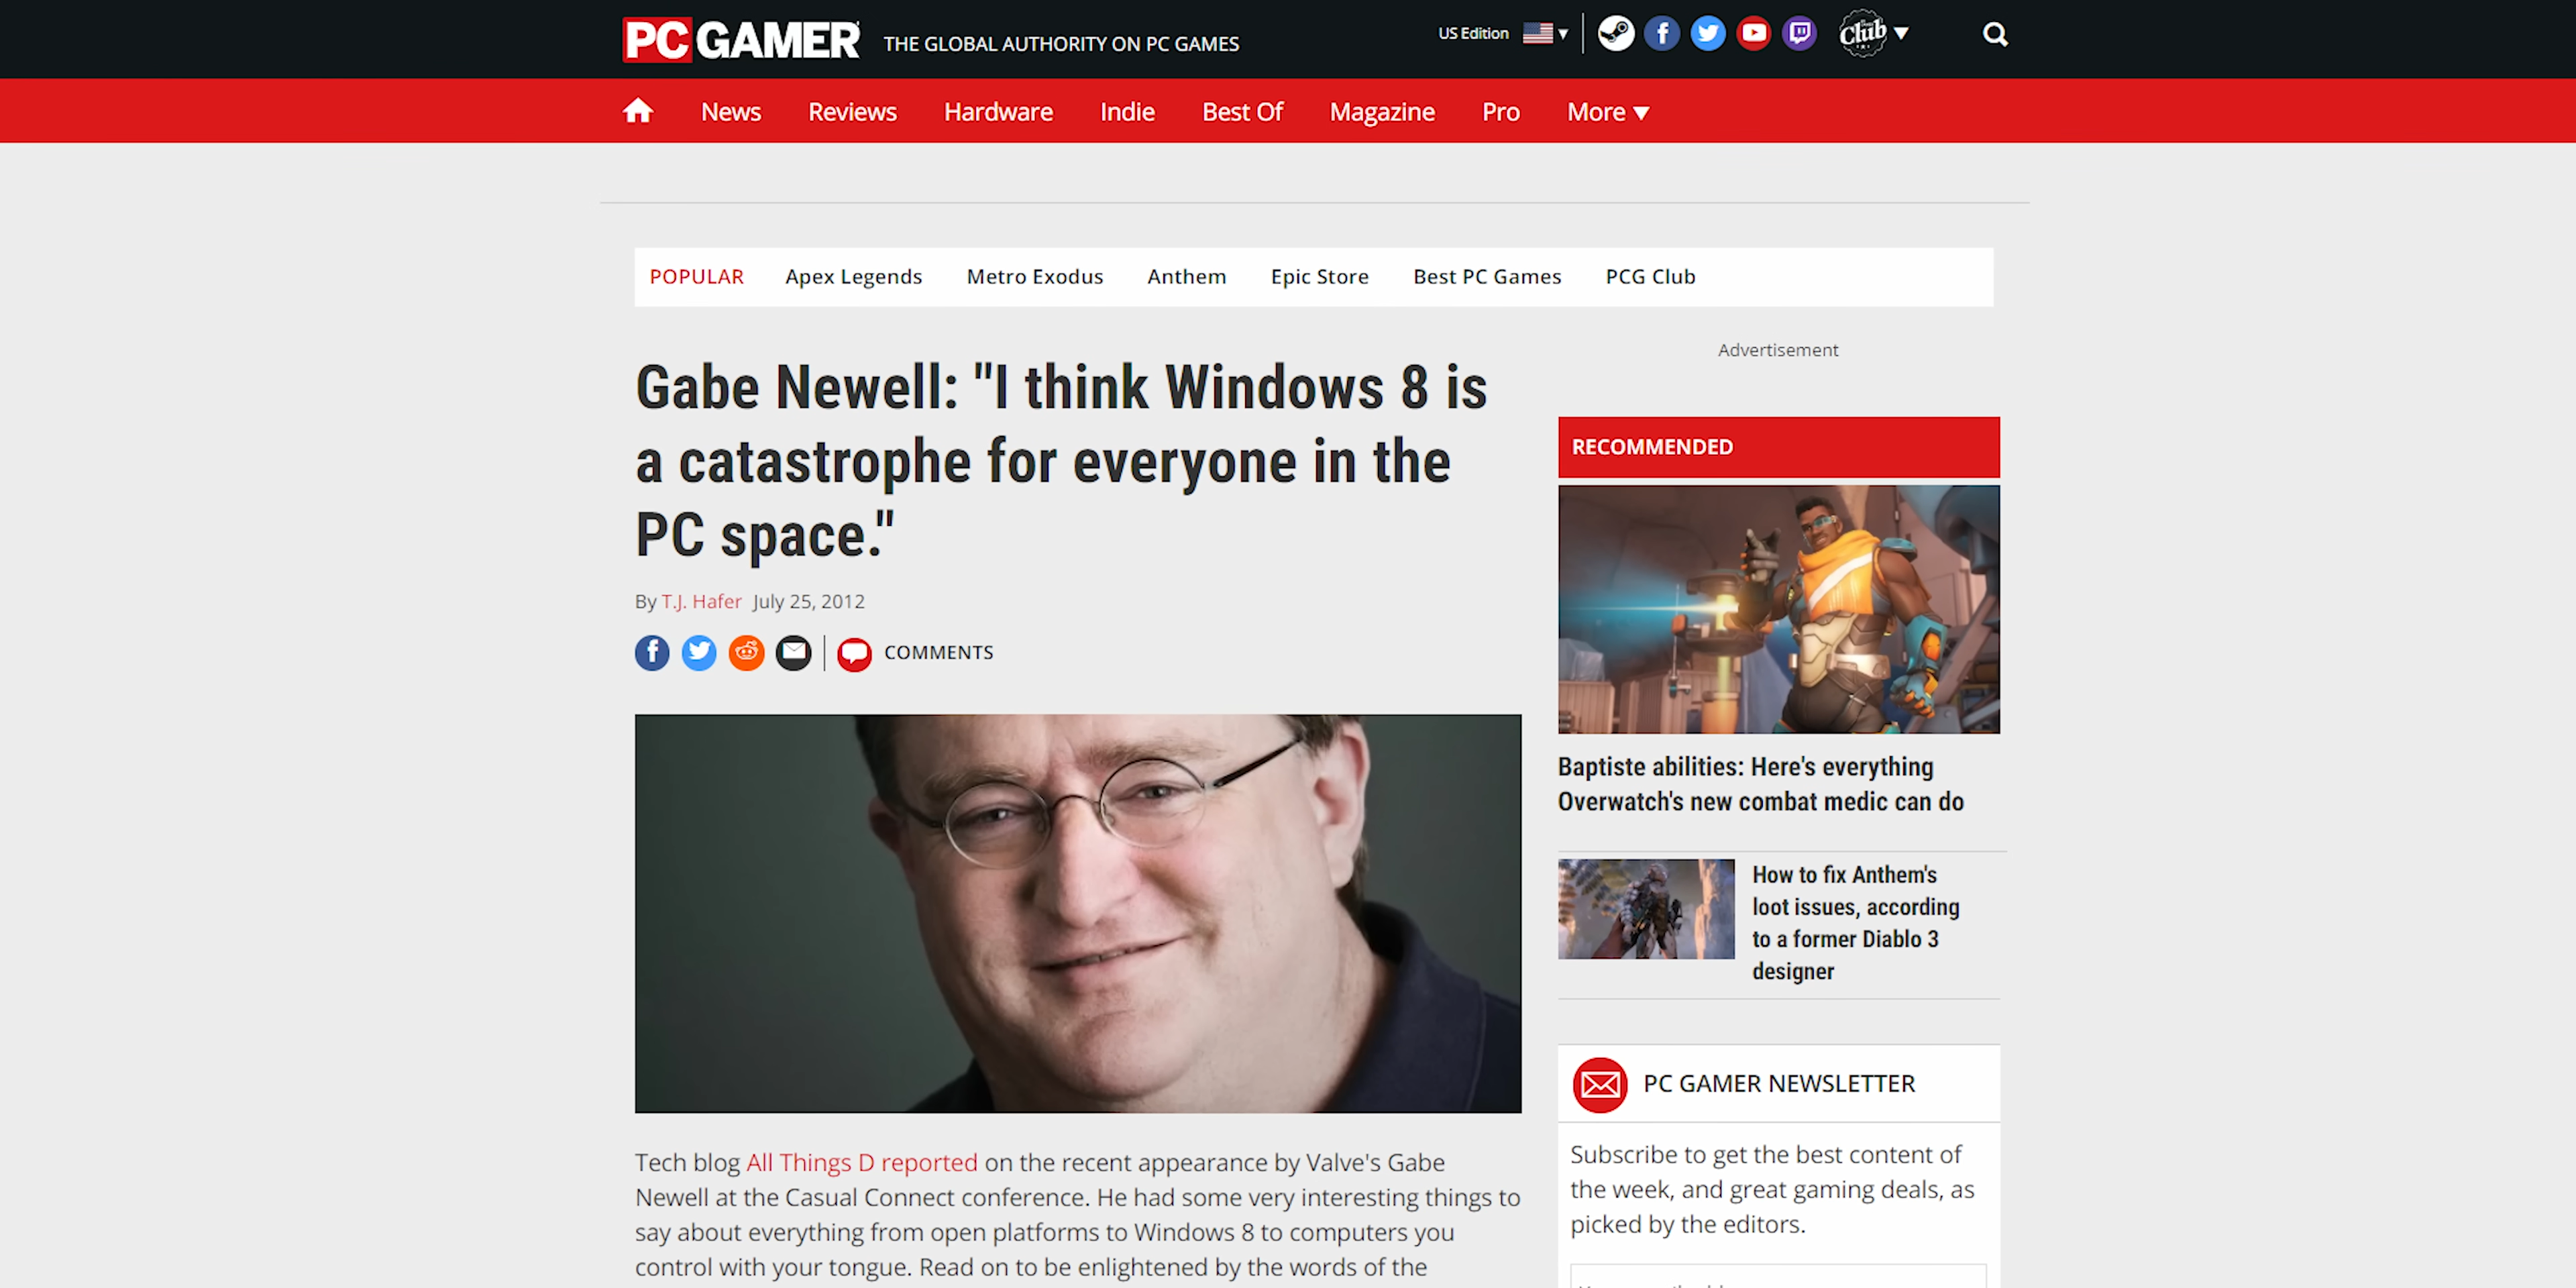 PC GAMER
THE GLOBAL AUTHORITY ON PC GAMES
US Edition
Club
News
Reviews
Hardware
Indie
Best Of
Magazine
Pro
More
POPULAR
Apex Legends
Metro Exodus
Anthem
Epic Store
Best PC Games
PCG Club
Gabe Newell: "I think Windows 8 is
a catastrophe for everyone in the
PC space."
By T.J. Hafer July 25, 2012
COMMENTS
Tech blog All Things D reported on the recent appearance by Valve's Gabe
Newell at the Casual Connect conference. He had some very interesting things to
say about everything from open platforms to Windows 8 to computers you
control with your tongue. Read on to be enlightened by the words of the
Advertisement
RECOMMENDED
Baptiste abilities: Here's everything
Overwatch's new combat medic can do
How to fix Anthem's
loot issues, according
to a former Diablo 3
designer
PC GAMER NEWSLETTER
Subscribe to get the best content of
the week, and great gaming deals, as
picked by the editors.